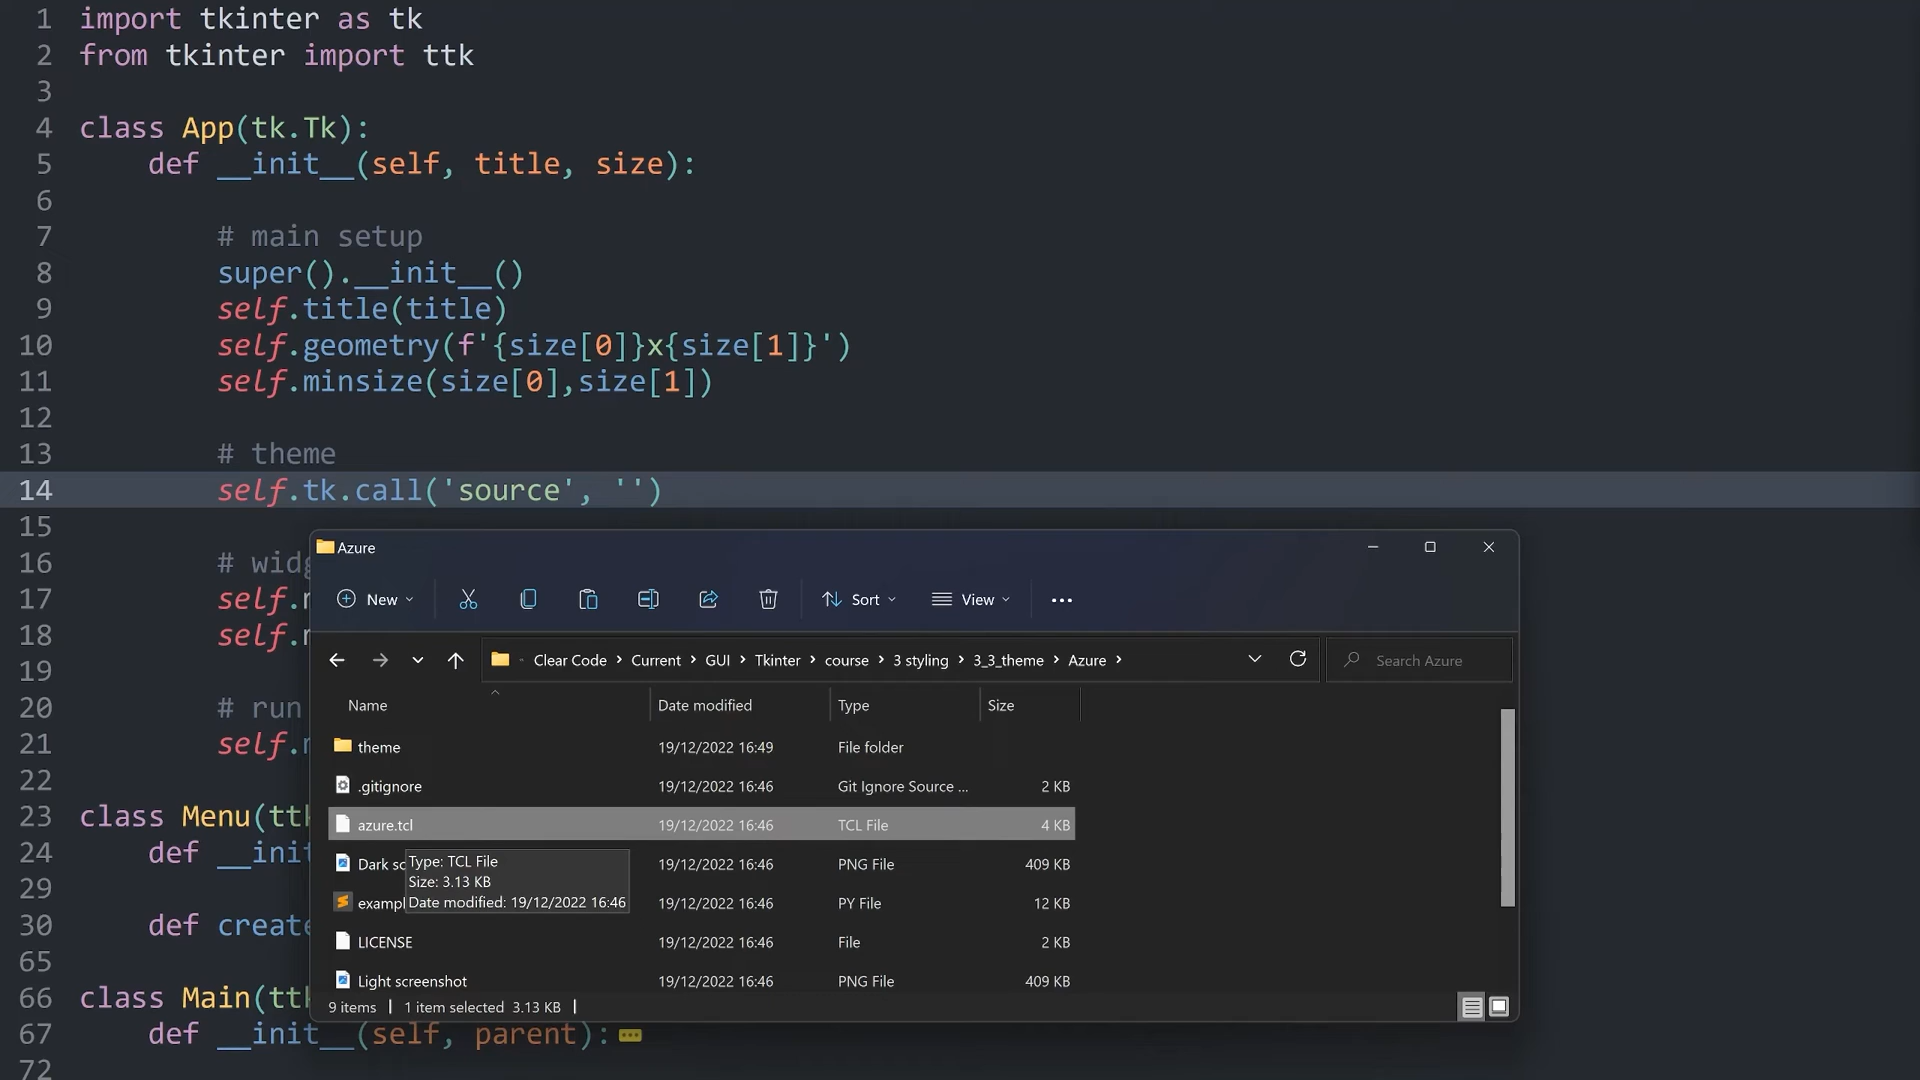 1 import tkinter as tk
2 from tkinter import ttk
3
4 class App(tk.Tk):
5 def __init__(self, title, size):
6
7 # main setup
8 super().__init__()
9 self.title(title)
10 self.geometry(f'{size[0]}x{size[1]}')
11 self.minsize(size[0],size[1])
12
13 # theme
14 self.tk.call('source', '')
15
16 # widg
17 self.
18 self.
19
20 # run
21 self.
22
23 class Menu(ttk
24 def __init
29
30 def create
65
66 class Main(ttk
67 def __init__(self, parent):
72
Azure
New
Sort
View
Clear Code > Current > GUI > Tkinter > course > 3 styling > 3_3_theme > Azure >
Search Azure
Name Date modified Type Size
theme 19/12/2022 16:49 File folder
.gitignore 19/12/2022 16:46 Git Ignore Source ... 2 KB
azure.tcl 19/12/2022 16:46 TCL File 4 KB
Dark sc 19/12/2022 16:46 PNG File 409 KB
exampl 19/12/2022 16:46 PY File 12 KB
Type: TCL File
Size: 3.13 KB
Date modified: 19/12/2022 16:46
LICENSE 19/12/2022 16:46 File 2 KB
Light screenshot 19/12/2022 16:46 PNG File 409 KB
9 items | 1 item selected 3.13 KB |